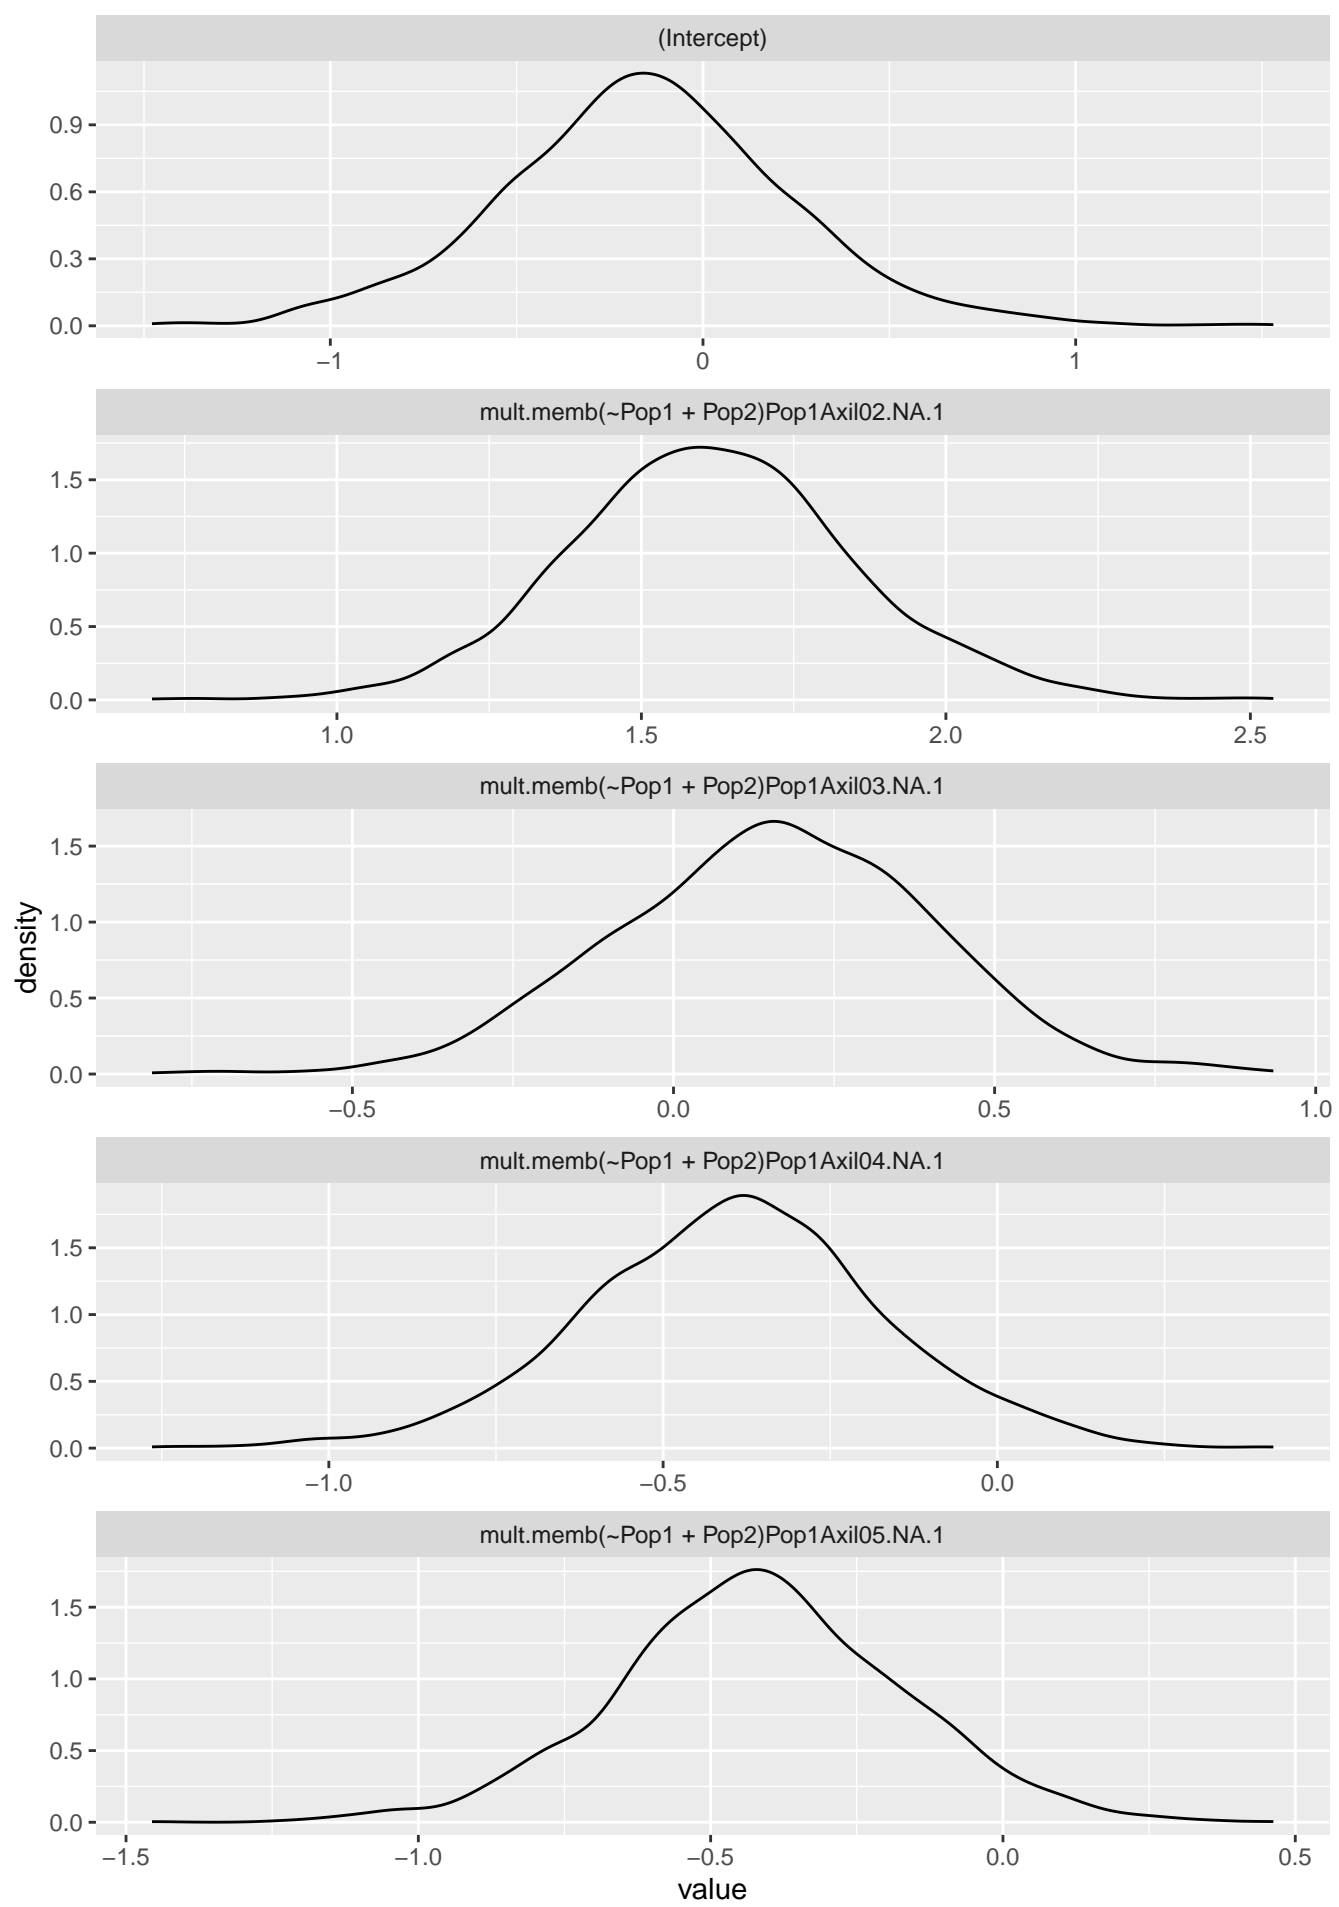 (Intercept)
0.9
0.6
0.3
0.0
−1 0 1
mult.memb(~Pop1 + Pop2)Pop1Axil02.NA.1
1.5
1.0
0.5
0.0
1.0 1.5 2.0 2.5
mult.memb(~Pop1 + Pop2)Pop1Axil03.NA.1
1.5
1.0
0.5
0.0
−0.5 0.0 0.5 1.0
density
mult.memb(~Pop1 + Pop2)Pop1Axil04.NA.1
1.5
1.0
0.5
0.0
−1.0 −0.5 0.0
mult.memb(~Pop1 + Pop2)Pop1Axil05.NA.1
1.5
1.0
0.5
0.0
−1.5 −1.0 −0.5 0.0 0.5
value